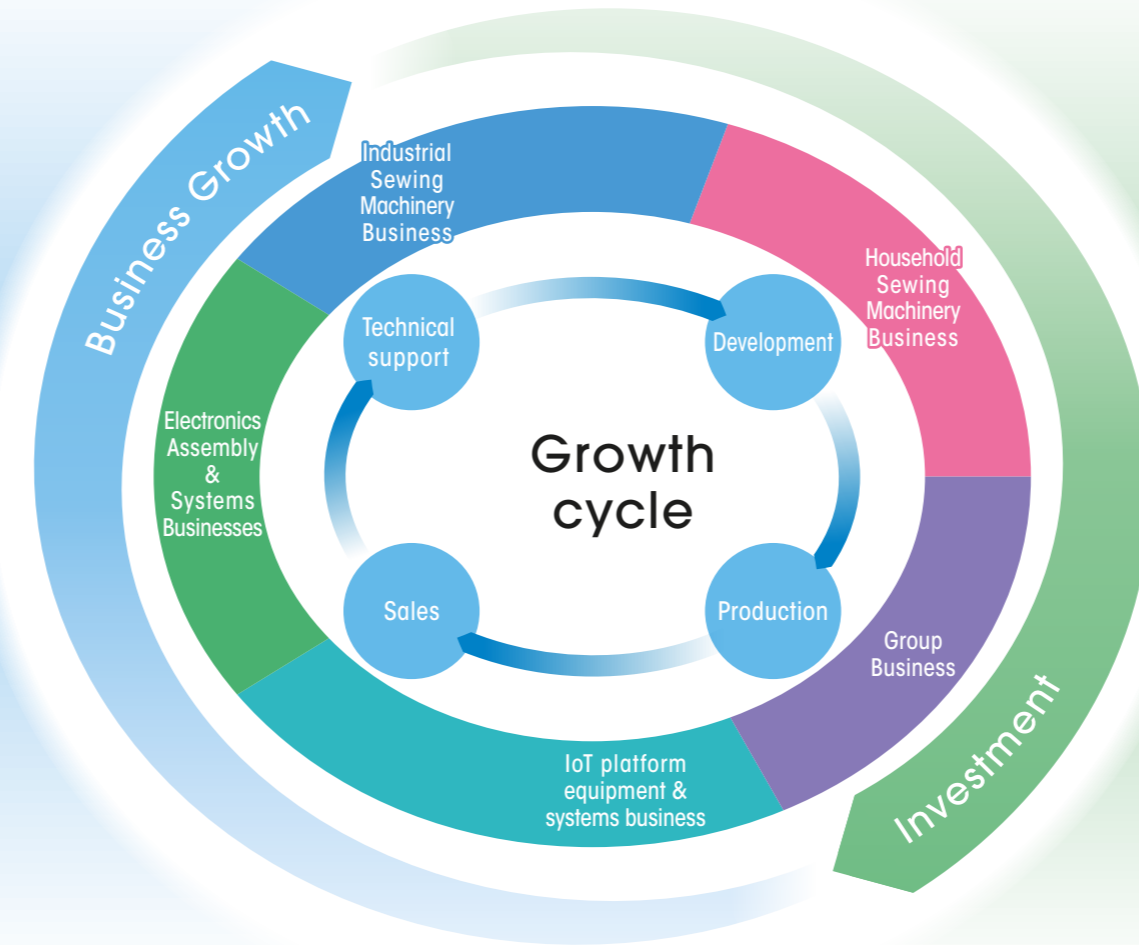 Business Growth
Industrial
Sewing
Machinery
Business
Household
Sewing
Machinery
Business
Technical
support
Development
Electronics
Assembly
&
Systems
Businesses
Growth
cycle
Sales
Production
Group
Business
IoT platform
equipment &
systems business
Investment